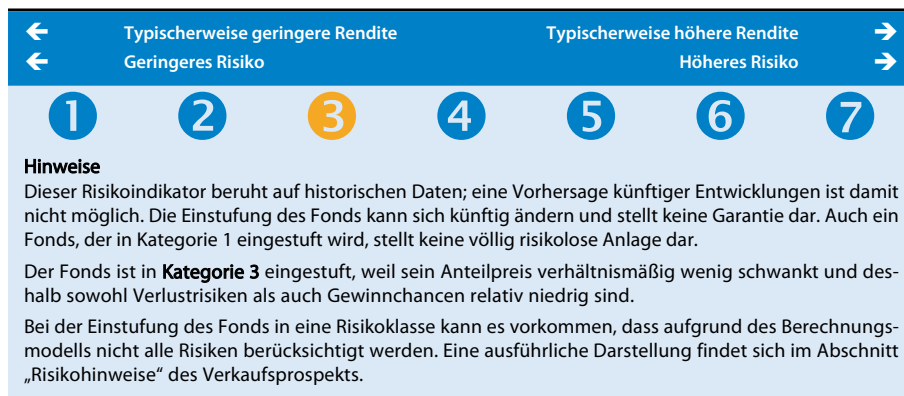 ← Typischerweise geringere Rendite Typischerweise höhere Rendite →
← Geringeres Risiko Höheres Risiko →
1 2 3 4 5 6 7
Hinweise
Dieser Risikoindikator beruht auf historischen Daten; eine Vorhersage künftiger Entwicklungen ist damit
nicht möglich. Die Einstufung des Fonds kann sich künftig ändern und stellt keine Garantie dar. Auch ein
Fonds, der in Kategorie 1 eingestuft wird, stellt keine völlig risikolose Anlage dar.
Der Fonds ist in Kategorie 3 eingestuft, weil sein Anteilpreis verhältnismäßig wenig schwankt und des-
halb sowohl Verlustrisiken als auch Gewinnchancen relativ niedrig sind.
Bei der Einstufung des Fonds in eine Risikoklasse kann es vorkommen, dass aufgrund des Berechnungs-
modells nicht alle Risiken berücksichtigt werden. Eine ausführliche Darstellung findet sich im Abschnitt
„Risikohinweise“ des Verkaufsprospekts.